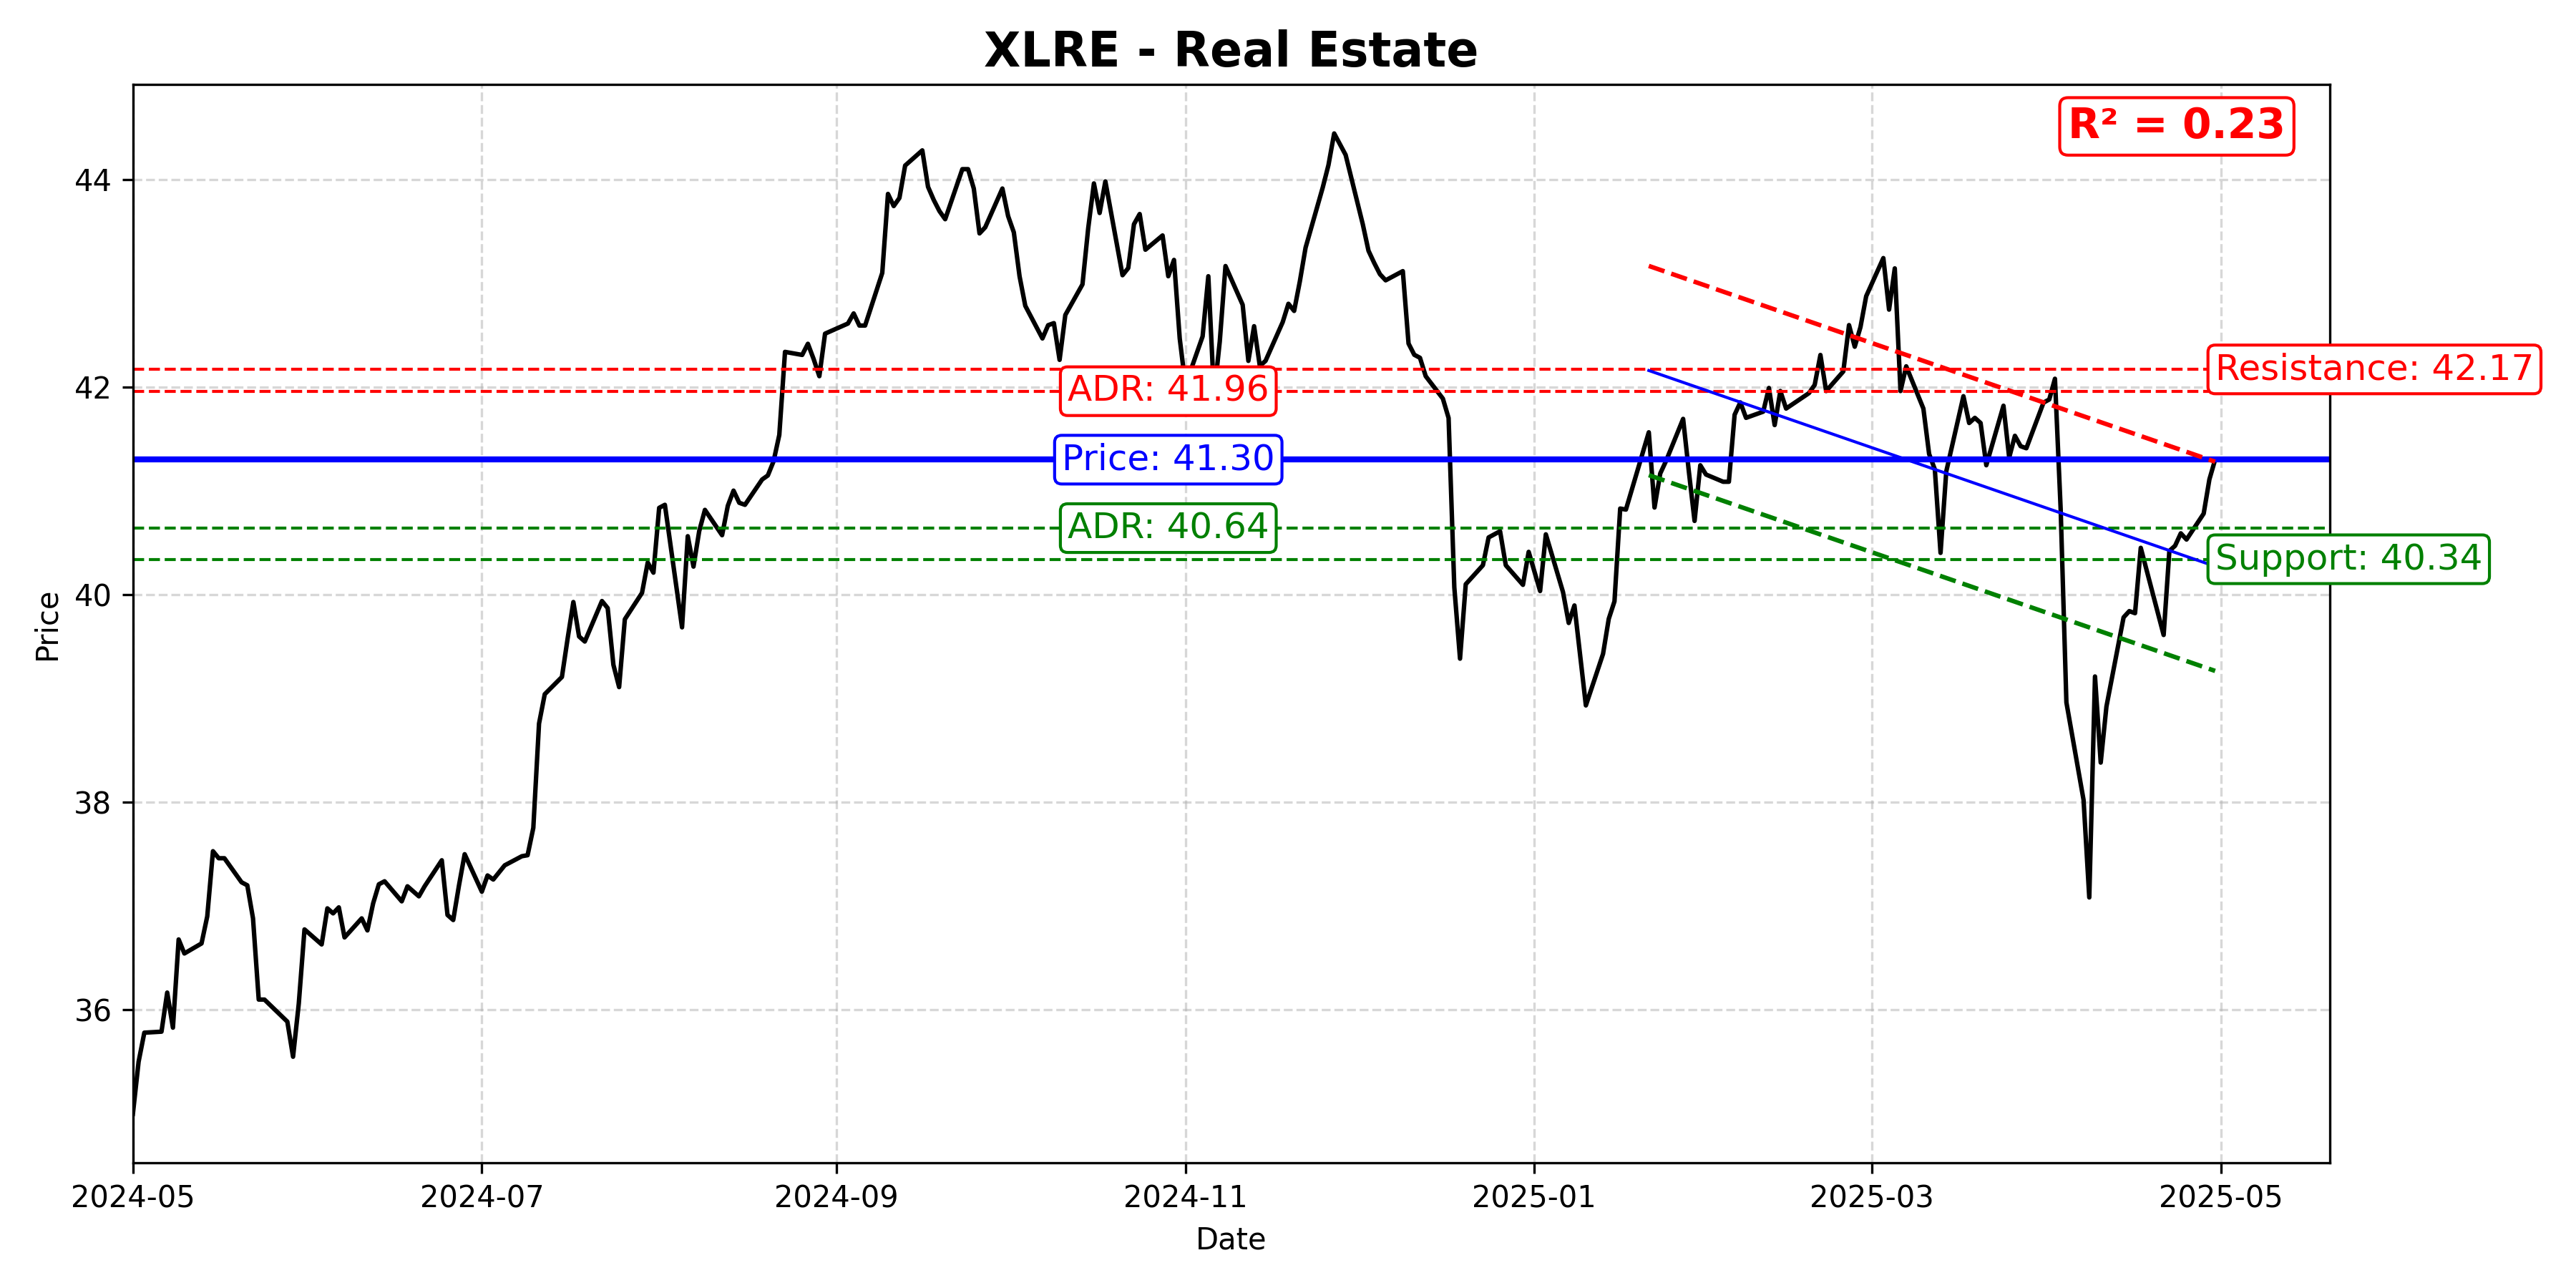 XLRE - Real Estate
R² = 0.23
44
42
40
38
36
Price
Resistance: 42.17
ADR: 41.96
Price: 41.30
ADR: 40.64
Support: 40.34
2024-05
2024-07
2024-09
2024-11
2025-01
2025-03
2025-05
Date